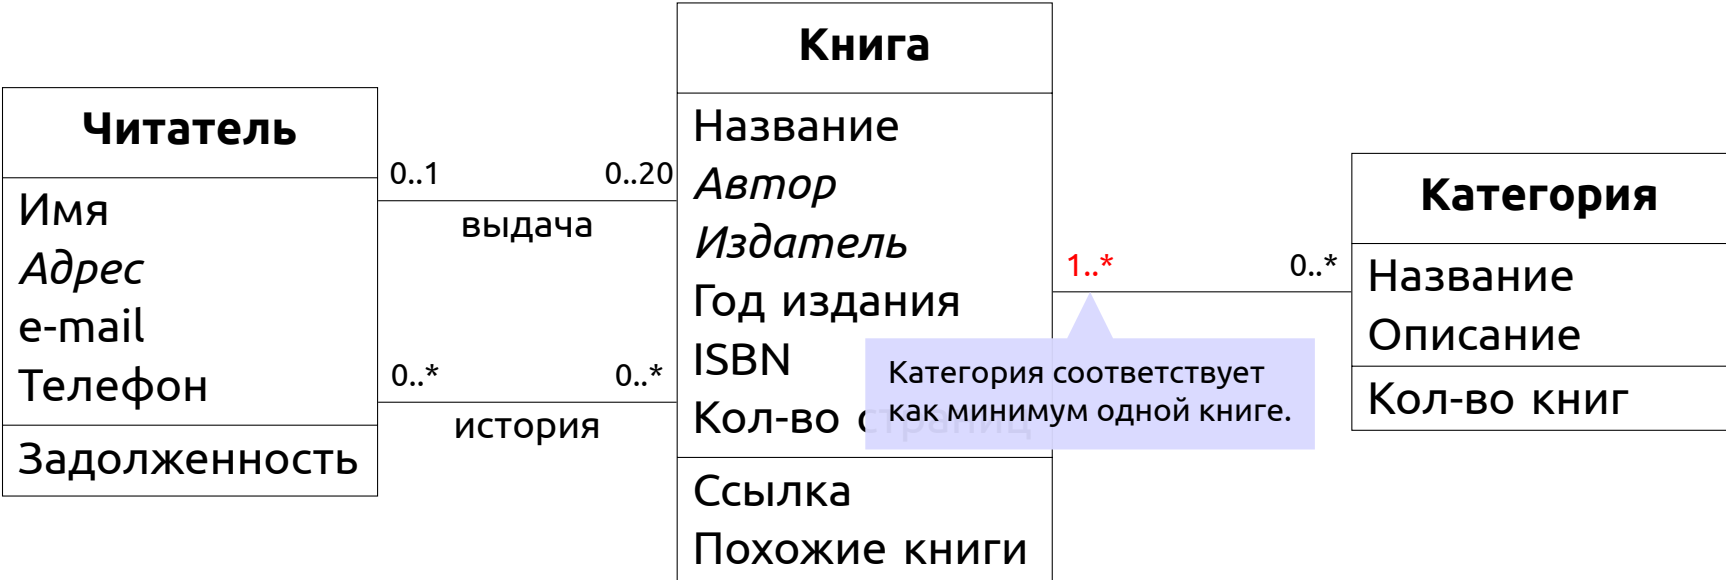 Читатель
Имя
Адрес
e-mail
Телефон
Задолженность
0..1
0..20
выдача
0..*
0..*
история
Книга
Название
Автор
Издатель
Год издания
ISBN
Кол-во страниц
Ссылка
Похожие книги
1..*
0..*
Категория соответствует
как минимум одной книге.
Категория
Название
Описание
Кол-во книг